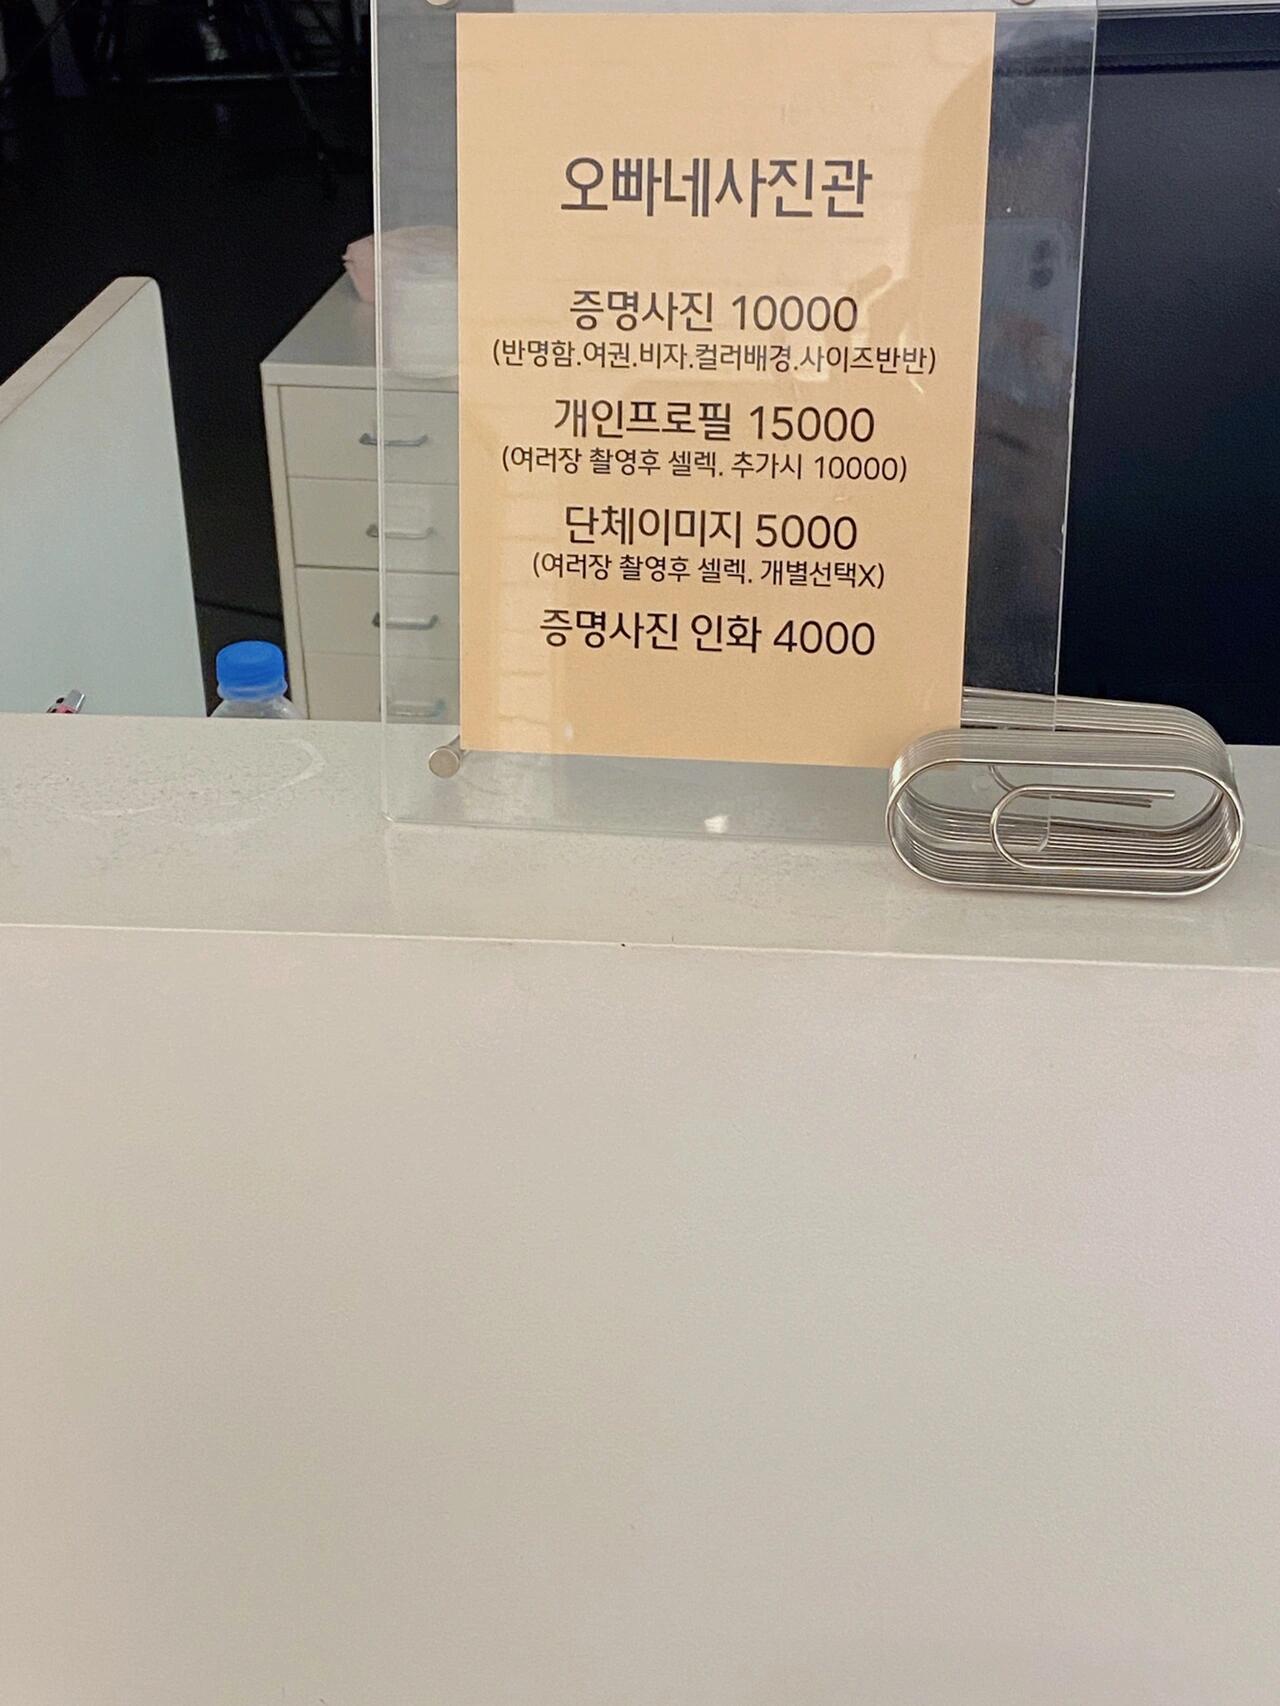 오빠네사진관
증명사진 10000
(반명함.여권.비자.컬러배경.사이즈반반)
개인프로필 15000
(여러장 촬영후 셀렉. 추가시 10000)
단체이미지 5000
(여러장 촬영후 셀렉. 개별선택X)
증명사진 인화 4000